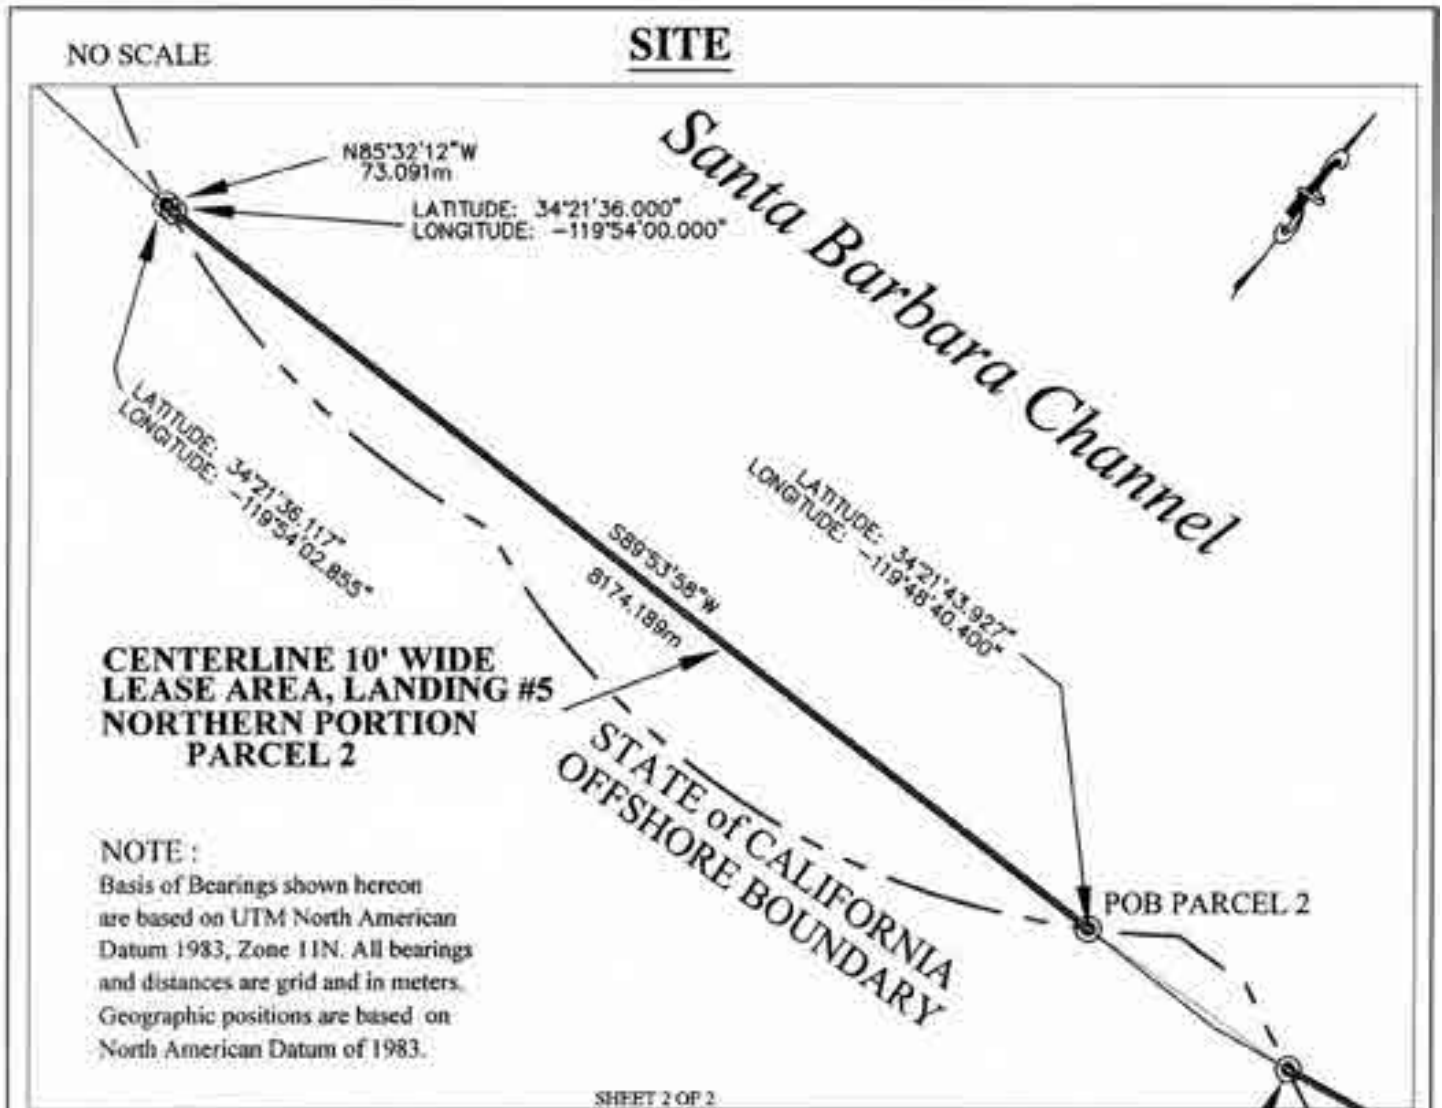 NO SCALE
SITE
Santa Barbara Channel
N85°32'12"W
73.091m
LATITUDE: 34°21'36.000"
LONGITUDE: -119°54'00.000"
LATITUDE: 34°21'36.117"
LONGITUDE: -119°54'02.855"
LATITUDE: 34°21'43.927"
LONGITUDE: -119°48'40.400"
S89°53'58"W
8174.189m
CENTERLINE 10' WIDE
LEASE AREA, LANDING #5
NORTHERN PORTION
PARCEL 2
STATE of CALIFORNIA
OFFSHORE BOUNDARY
POB PARCEL 2
NOTE :
Basis of Bearings shown hereon
are based on UTM North American
Datum 1983, Zone 11N. All bearings
and distances are grid and in meters.
Geographic positions are based on
North American Datum of 1983.
SHEET 2 OF 2